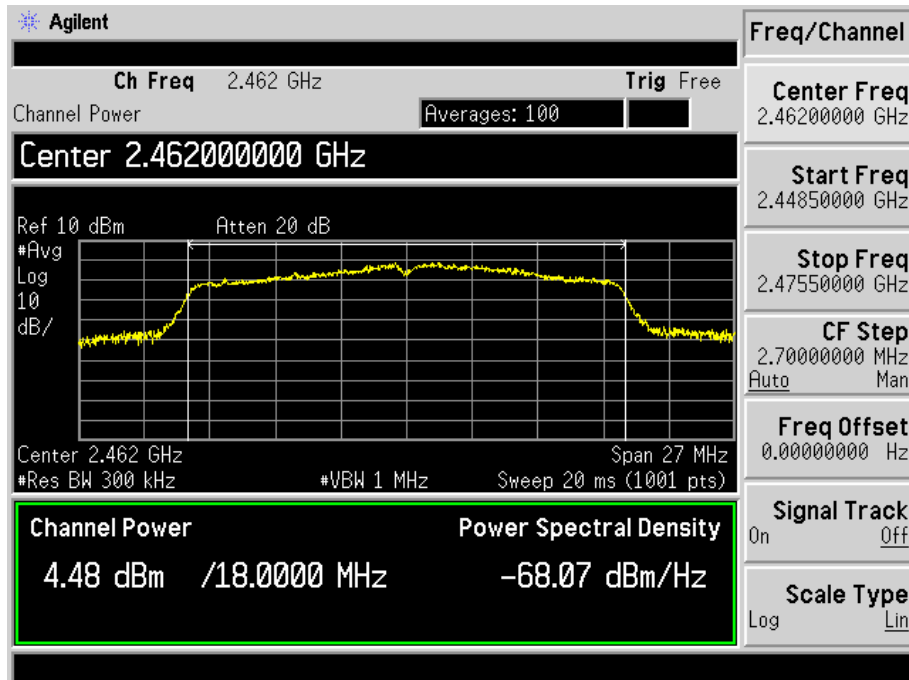 Agilent
Ch Freq 2.462 GHz Trig Free
Channel Power Averages: 100
Center 2.462000000 GHz
Ref 10 dBm Atten 20 dB
#Avg
Log
10
dB/
Center 2.462 GHz Span 27 MHz
#Res BW 300 kHz #VBW 1 MHz Sweep 20 ms (1001 pts)
Channel Power Power Spectral Density
4.48 dBm /18.0000 MHz -68.07 dBm/Hz
Freq/Channel
Center Freq
2.46200000 GHz
Start Freq
2.44850000 GHz
Stop Freq
2.47550000 GHz
CF Step
2.70000000 MHz
Auto Man
Freq Offset
0.00000000 Hz
Signal Track
On Off
Scale Type
Log Lin